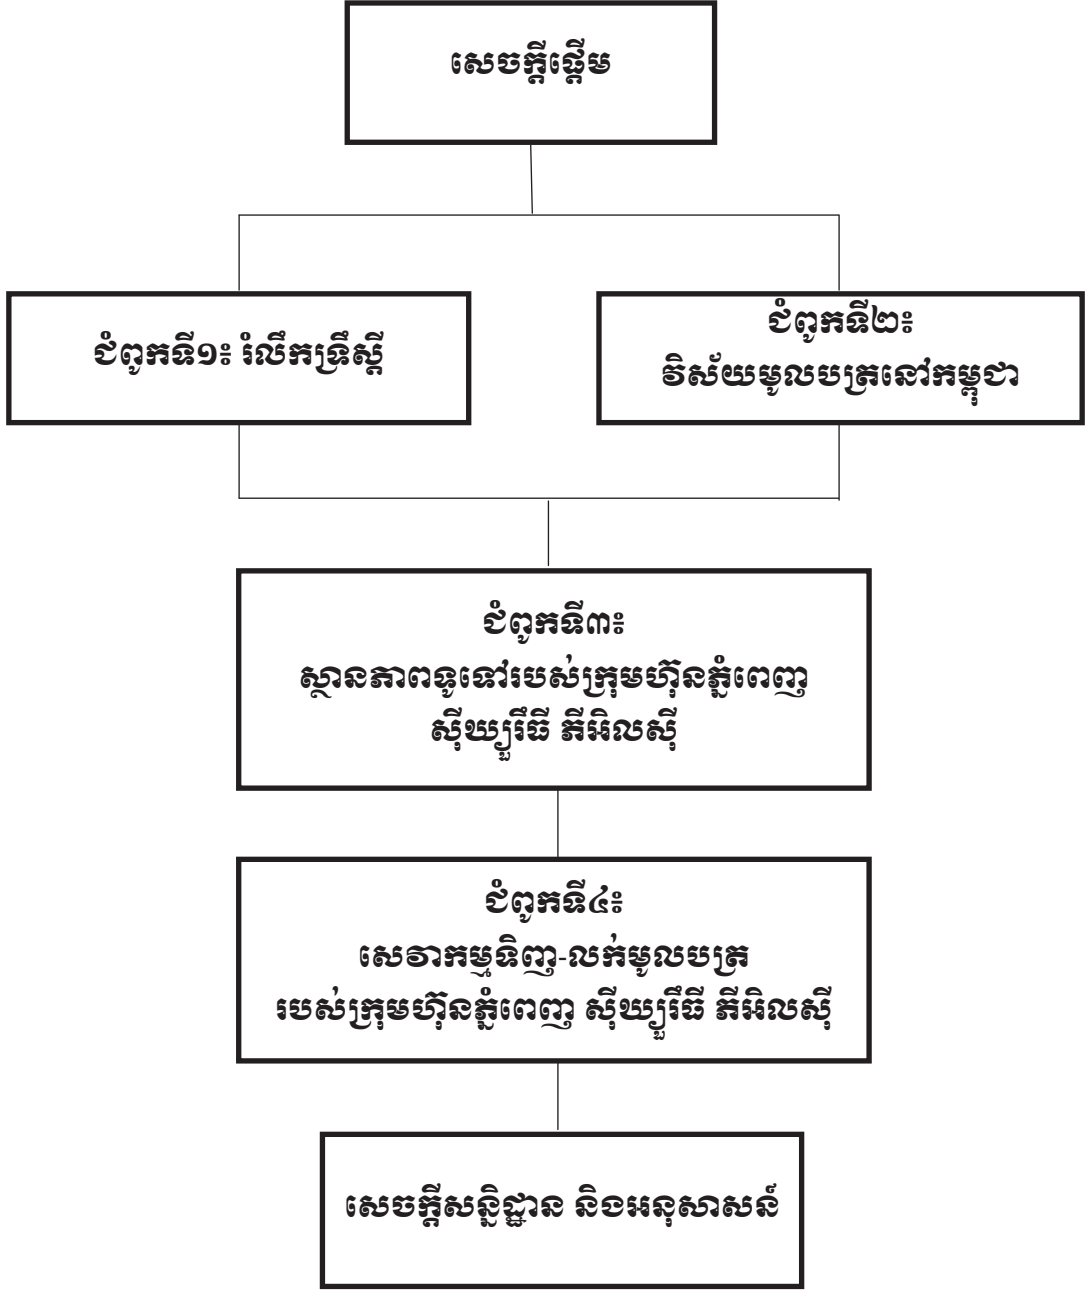 សេចក្តីផ្តើម
ជំពូកទី១៖ រំលឹកទ្រឹស្តី
ជំពូកទី២៖
វិស័យមូលបត្រនៅកម្ពុជា
ជំពូកទី៣៖
ស្ថានភាពទូទៅរបស់ក្រុមហ៊ុនភ្នំពេញ
ស៊ីឃ្យួរឹធី ភីអិលស៊ី
ជំពូកទី៤៖
សេវាកម្មទិញ-លក់មូលបត្រ
របស់ក្រុមហ៊ុនភ្នំពេញ ស៊ីឃ្យួរឹធី ភីអិលស៊ី
សេចក្តីសន្និដ្ឋាន និងអនុសាសន៍